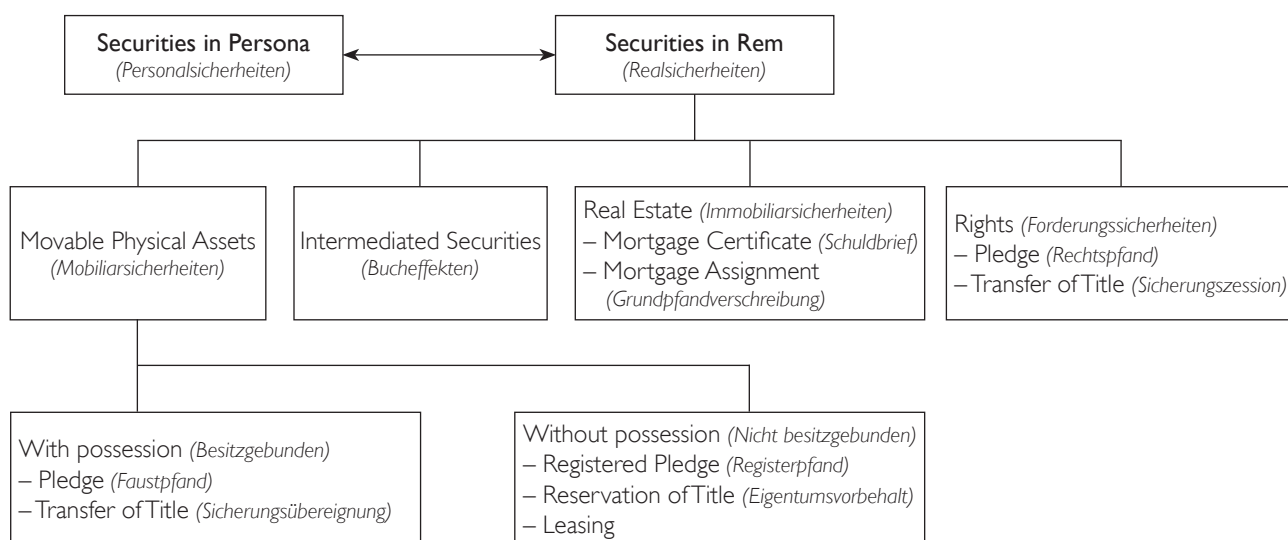 Securities in Persona
(Personalsicherheiten)
Securities in Rem
(Realsicherheiten)
Movable Physical Assets
(Mobiliarsicherheiten)
Intermediated Securities
(Bucheffekten)
Real Estate (Immobiliarsicherheiten)
– Mortgage Certificate (Schuldbrief)
– Mortgage Assignment
(Grundpfandverschreibung)
Rights (Forderungssicherheiten)
– Pledge (Rechtspfand)
– Transfer of Title (Sicherungszession)
With possession (Besitzgebunden)
– Pledge (Faustpfand)
– Transfer of Title (Sicherungsübereignung)
Without possession (Nicht besitzgebunden)
– Registered Pledge (Registerpfand)
– Reservation of Title (Eigentumsvorbehalt)
– Leasing